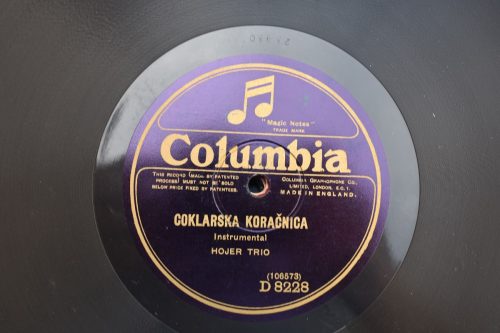 "Magic Notes"
TRADE MARK
Columbia
THIS RECORD (MADE BY PATENTED
PROCESS) MUST NOT BE SOLD
BELOW PRICE FIXED BY PATENTEES.
COLUMBIA GRAPHOPHONE CO.
LIMITED, LONDON, E.C. 1.
MADE IN ENGLAND.
COKLARSKA KORAČNICA
Instrumental
HOJER TRIO
(106573)
D 8228